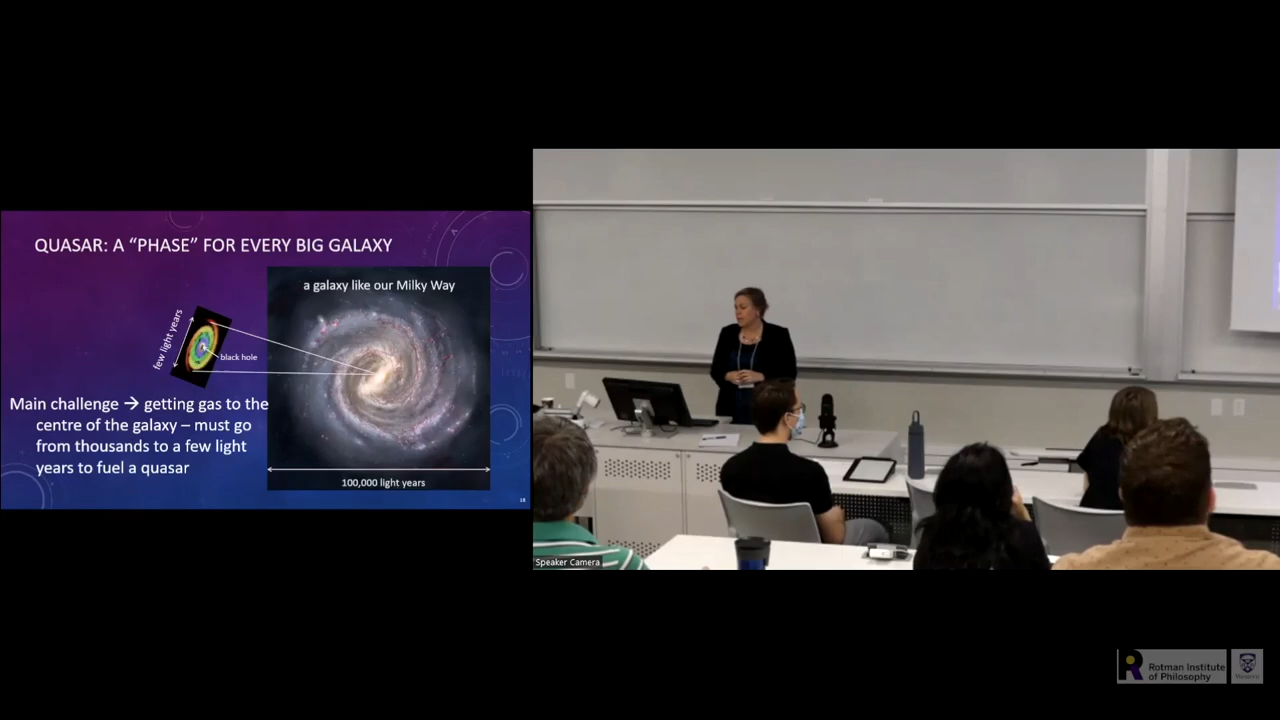 QUASAR: A “PHASE” FOR EVERY BIG GALAXY
a galaxy like our Milky Way
few light years
black hole
Main challenge → getting gas to the
centre of the galaxy – must go
from thousands to a few light
years to fuel a quasar
100,000 light years
18
Speaker Camera
Rotman Institute
of Philosophy
Western